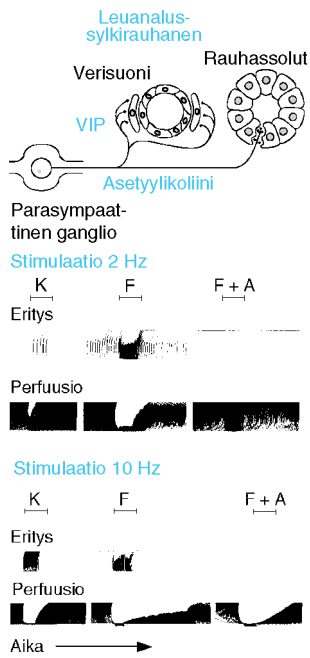 Leuanalus-
sylkirauhanen
Verisuoni
Rauhassolut
VIP
Asetyylikoliini
Parasympaat-
tinen ganglio
Stimulaatio 2 Hz
K F F + A
Eritys
Perfuusio
Stimulaatio 10 Hz
K F F + A
Eritys
Perfuusio
Aika